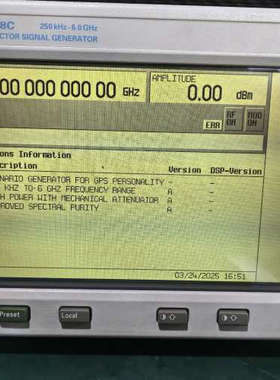 8C 250 kHz - 6.0 GHz
CTOR SIGNAL GENERATOR
00 000 000 00 GHz
AMPLITUDE
0.00 dBm
ERR
RF ON
MOD ON
ons Information
cription Version DSP-Version
NARIO GENERATOR FOR GPS PERSONALITY - -
KHZ TO 6 GHZ FREQUENCY RANGE A -
H POWER WITH MECHANICAL ATTENUATOR A -
ROVED SPECTRAL PURITY A -
03/24/2025 16:51
Preset
Local